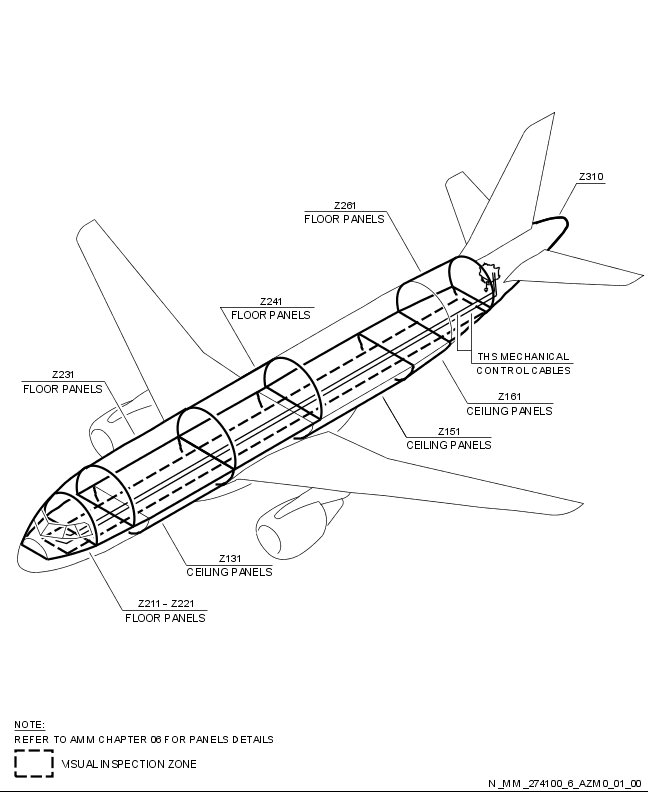 Z310
Z261
FLOOR PANELS
Z241
FLOOR PANELS
THS MECHANICAL
CONTROL CABLES
Z231
FLOOR PANELS
Z161
CEILING PANELS
Z151
CEILING PANELS
Z131
CEILING PANELS
Z211 – Z221
FLOOR PANELS
NOTE:
REFER TO AMM CHAPTER 06 FOR PANELS DETAILS
VISUAL INSPECTION ZONE
N_MM_274100_6_AZM0_01_00